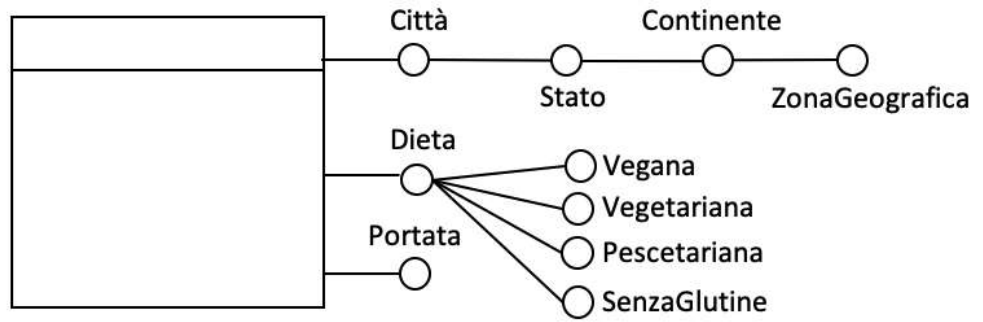 Città
Continente
Stato
ZonaGeografica
Dieta
Vegana
Vegetariana
Portata
Pescetariana
SenzaGlutine